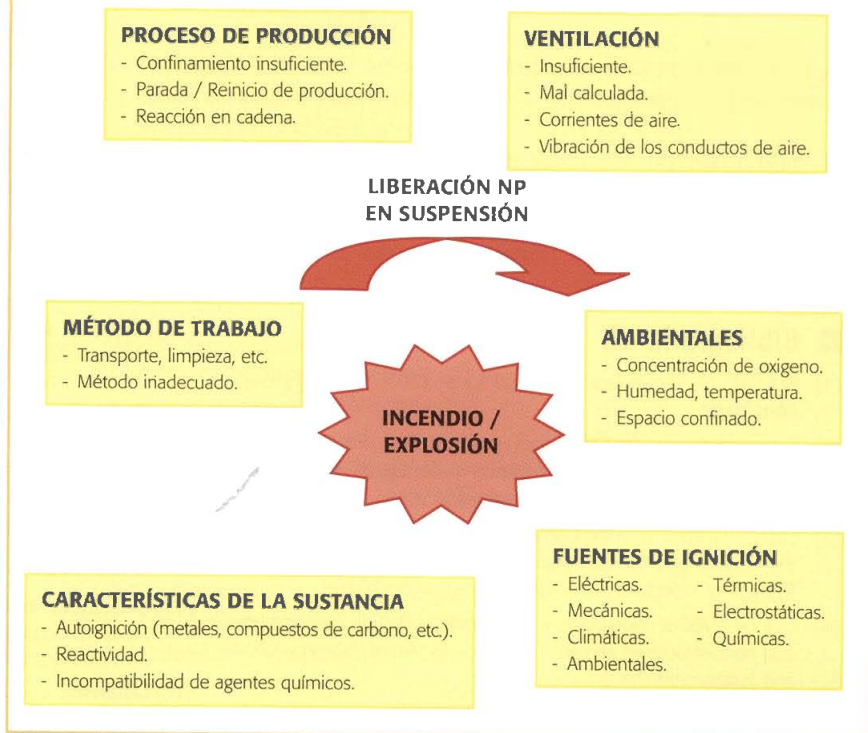 PROCESO DE PRODUCCIÓN
- Confinamiento insuficiente.
- Parada / Reinicio de producción.
- Reacción en cadena.
VENTILACIÓN
- Insuficiente.
- Mal calculada.
- Corrientes de aire.
- Vibración de los conductos de aire.
LIBERACIÓN NP
EN SUSPENSIÓN
MÉTODO DE TRABAJO
- Transporte, limpieza, etc.
- Método inadecuado.
AMBIENTALES
- Concentración de oxigeno.
- Humedad, temperatura.
- Espacio confinado.
INCENDIO /
EXPLOSIÓN
CARACTERÍSTICAS DE LA SUSTANCIA
- Autoignición (metales, compuestos de carbono, etc.).
- Reactividad.
- Incompatibilidad de agentes químicos.
FUENTES DE IGNICIÓN
- Eléctricas. - Térmicas.
- Mecánicas. - Electrostáticas.
- Climáticas. - Químicas.
- Ambientales.